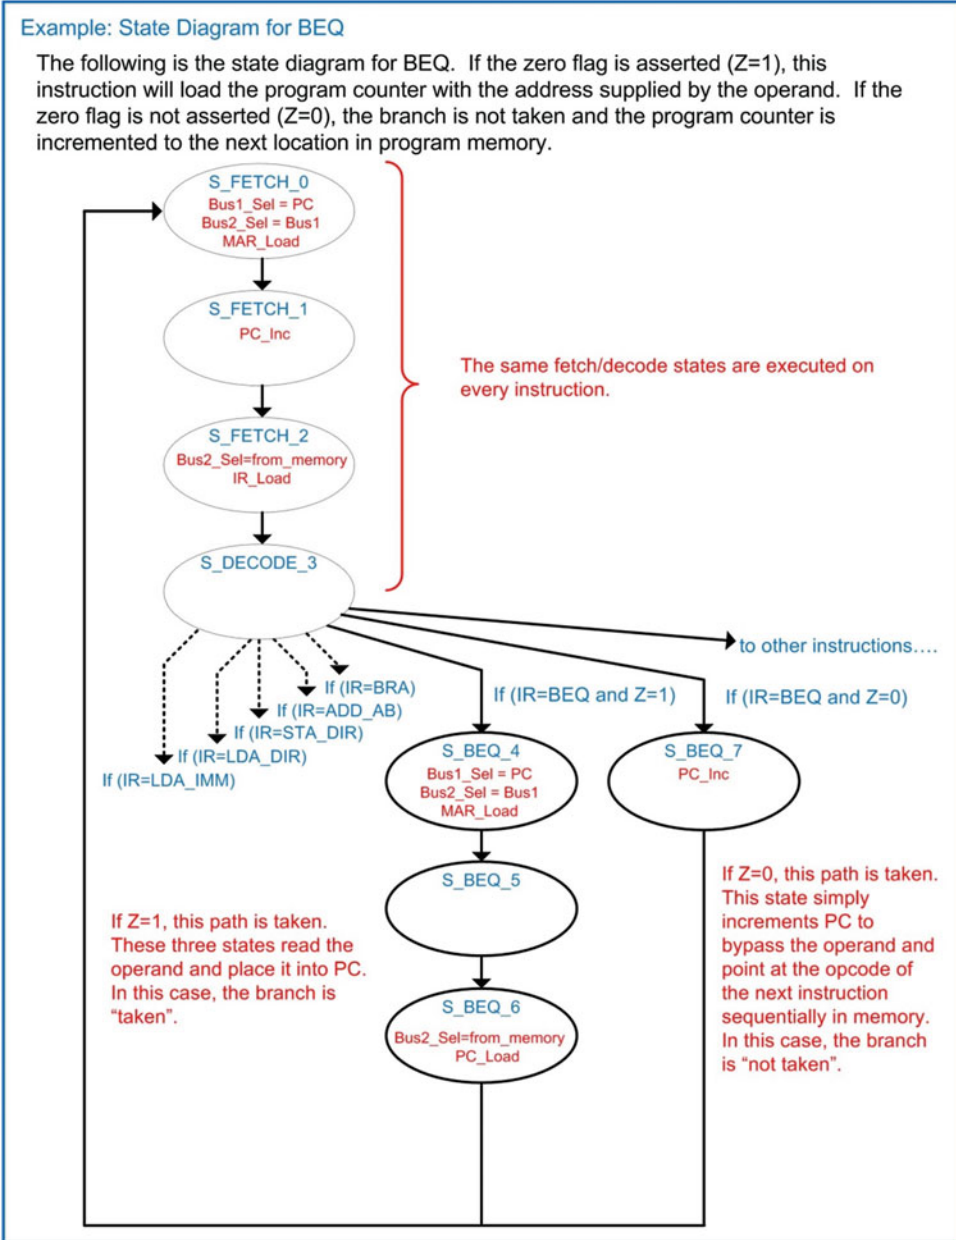 Example: State Diagram for BEQ
The following is the state diagram for BEQ.  If the zero flag is asserted (Z=1), this
instruction will load the program counter with the address supplied by the operand.  If the
zero flag is not asserted (Z=0), the branch is not taken and the program counter is
incremented to the next location in program memory.
S_FETCH_0
Bus1_Sel = PC
Bus2_Sel = Bus1
MAR_Load
S_FETCH_1
PC_Inc
The same fetch/decode states are executed on
every instruction.
S_FETCH_2
Bus2_Sel=from_memory
IR_Load
S_DECODE_3
to other instructions….
If (IR=BRA)
If (IR=ADD_AB)
If (IR=STA_DIR)
If (IR=LDA_DIR)
If (IR=LDA_IMM)
If (IR=BEQ and Z=1)
If (IR=BEQ and Z=0)
S_BEQ_4
Bus1_Sel = PC
Bus2_Sel = Bus1
MAR_Load
S_BEQ_7
PC_Inc
S_BEQ_5
If Z=1, this path is taken.
These three states read the
operand and place it into PC.
In this case, the branch is
“taken”.
S_BEQ_6
Bus2_Sel=from_memory
PC_Load
If Z=0, this path is taken.
This state simply
increments PC to
bypass the operand and
point at the opcode of
the next instruction
sequentially in memory.
In this case, the branch
is “not taken”.